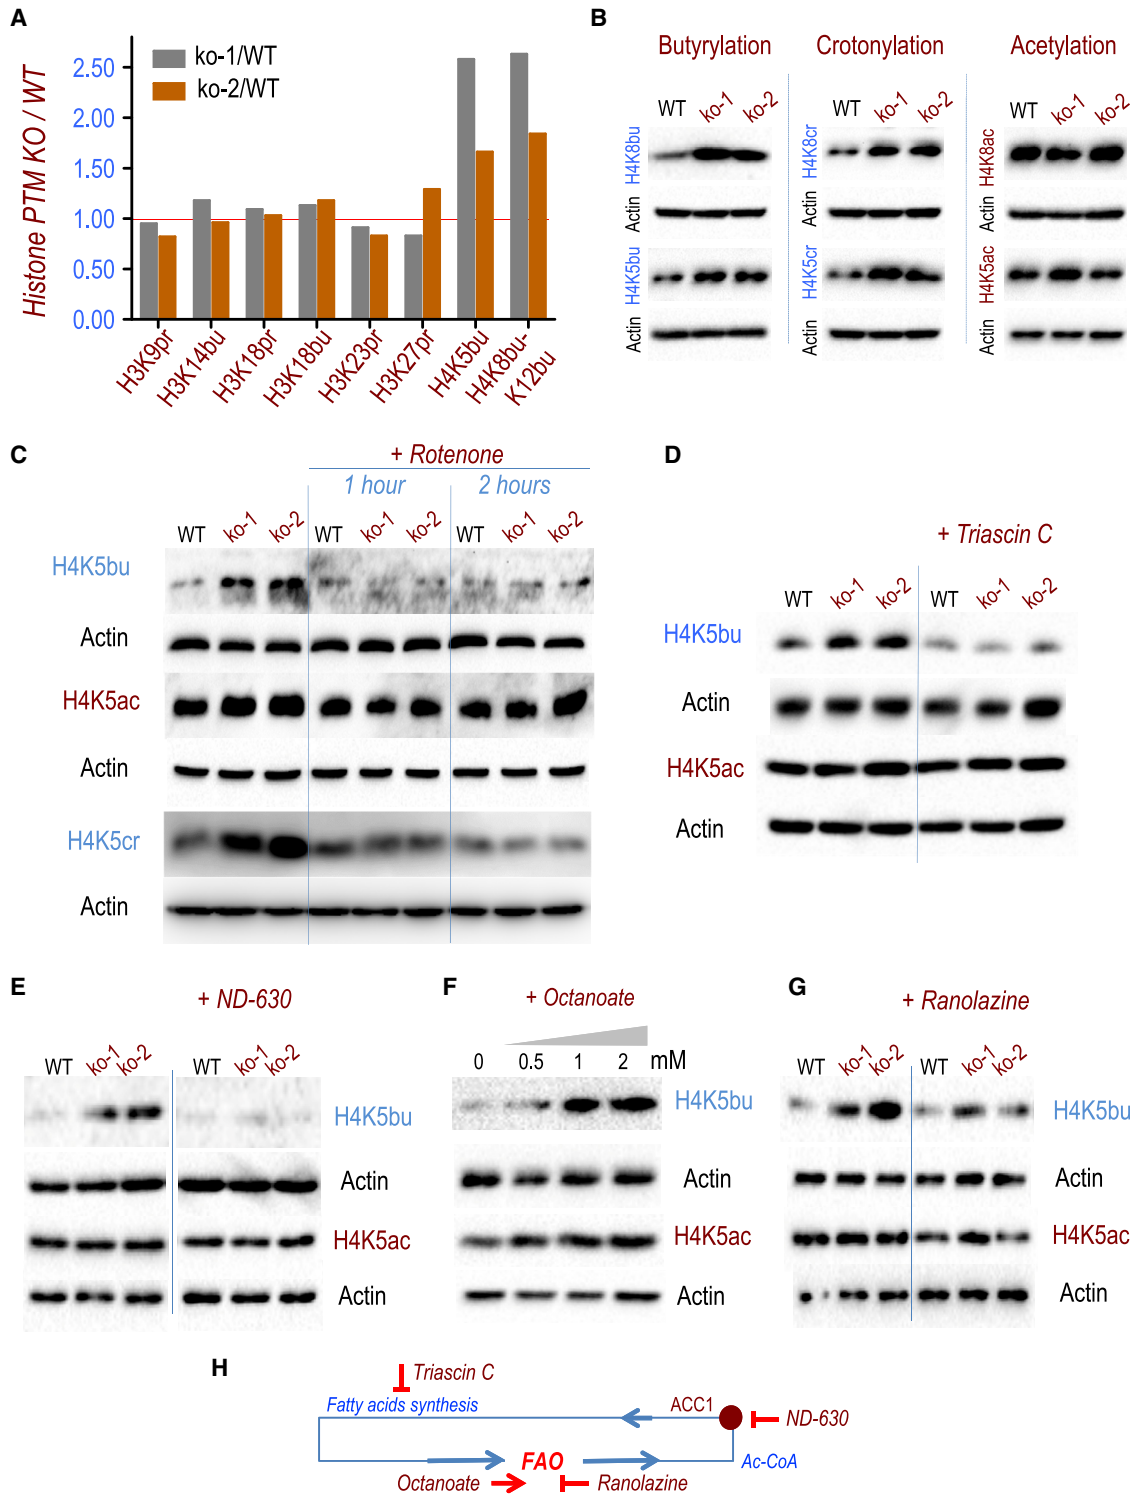 A
Histone PTM KO / WT
2.50
2.00
1.50
1.00
0.50
0.00
ko-1/WT
ko-2/WT
H3K9pr
H3K14bu
H3K18pr
H3K18bu
H3K23pr
H3K27pr
H4K5bu
H4K8bu-
K12bu
B
Butyrylation
Crotonylation
Acetylation
WT ko-1 ko-2
WT ko-1 ko-2
WT ko-1 ko-2
H4K8bu
H4K8cr
H4K8ac
Actin
Actin
Actin
H4K5bu
H4K5cr
H4K5ac
Actin
Actin
Actin
C
+ Rotenone
1 hour
2 hours
WT ko-1 ko-2 WT ko-1 ko-2 WT ko-1 ko-2
H4K5bu
Actin
H4K5ac
Actin
H4K5cr
Actin
D
+ Triascin C
WT ko-1 ko-2 WT ko-1 ko-2
H4K5bu
Actin
H4K5ac
Actin
E
+ ND-630
WT ko-1 ko-2 WT ko-1 ko-2
H4K5bu
Actin
H4K5ac
Actin
F
+ Octanoate
0 0.5 1 2 mM
H4K5bu
Actin
H4K5ac
Actin
G
+ Ranolazine
WT ko-1 ko-2 WT ko-1 ko-2
H4K5bu
Actin
H4K5ac
Actin
H
Triascin C
Fatty acids synthesis
ACC1
ND-630
FAO
Ac-CoA
Octanoate
Ranolazine